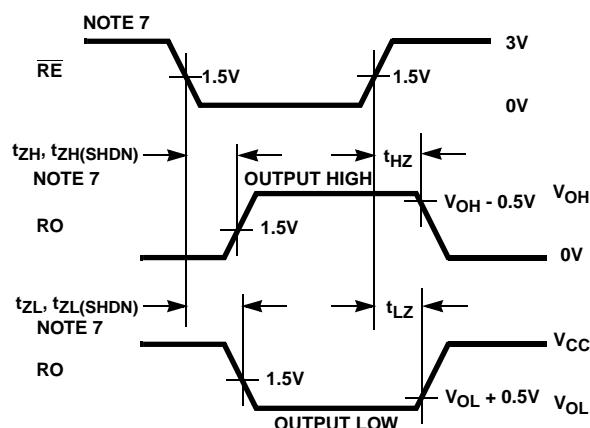 NOTE 7
3V
RE
1.5V
1.5V
0V
tZH, tZH(SHDN)
NOTE 7
tHZ
OUTPUT HIGH
VOH - 0.5V
VOH
RO
1.5V
0V
tZL, tZL(SHDN)
NOTE 7
tLZ
VCC
RO
1.5V
VOL + 0.5V
VOL
OUTPUT LOW